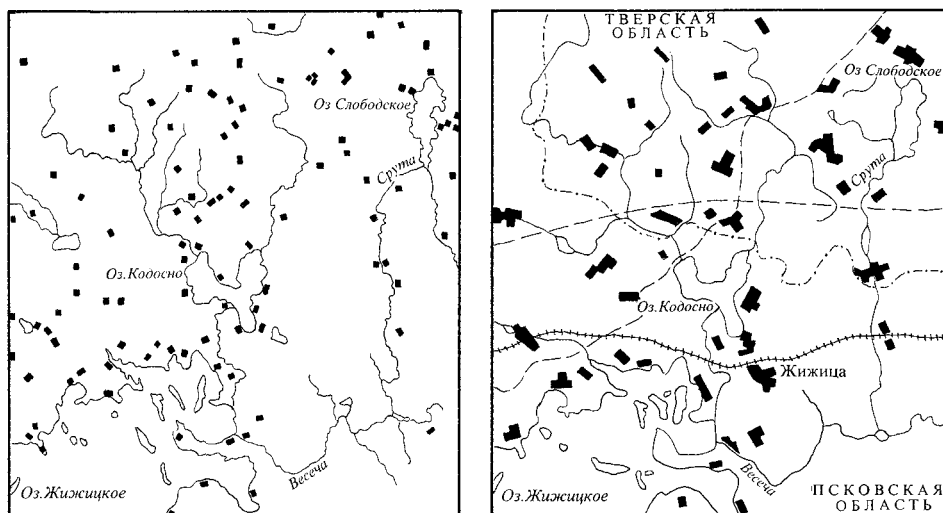 Оз Слободское
Срута
Оз.Кодосно
Весеча
Оз.Жижицкое
ТВЕРСКАЯ
ОБЛАСТЬ
Оз Слободское
Срута
Оз.Кодосно
Жижица
Весеча
Оз.Жижицкое
ПСКОВСКАЯ
ОБЛАСТЬ